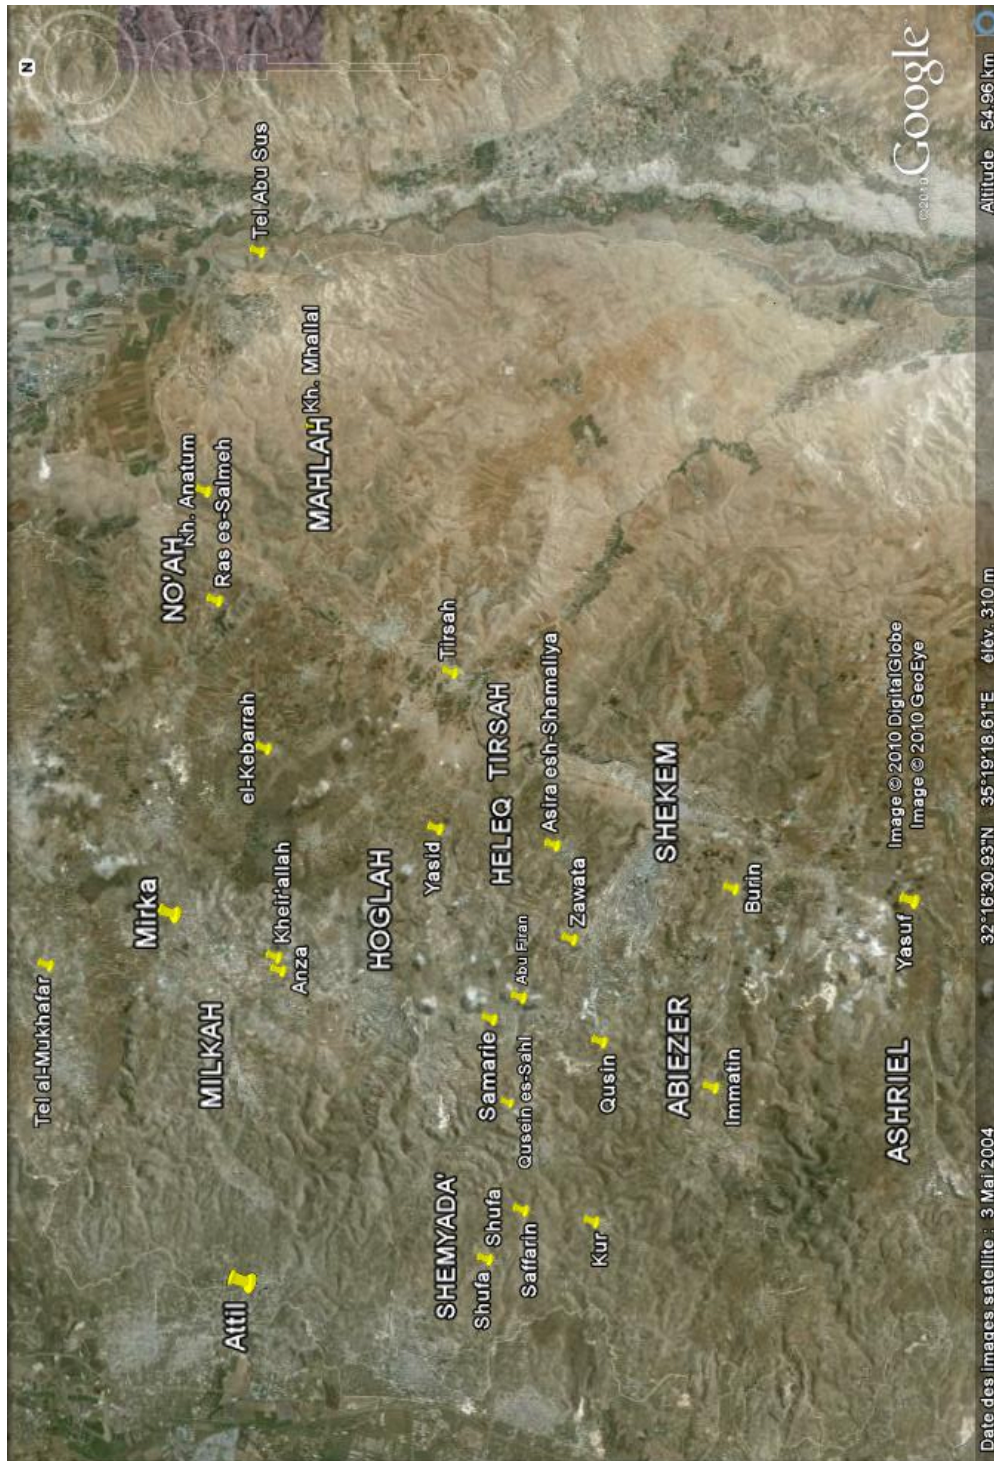 N
Tel al-Mukhafar
Mirka
NO'AH
Kh. Anatum
Ras es-Salmeh
MILKAH
el-Kebarrah
Tel Abu Sus
Attil
Kheir'allah
Anza
MAHLAH
Kh. Mhallal
HOGLAH
Yasid
Tirsah
SHEMYADA'
Shufa
Shufa
Samarie
HELEQ TIRSAH
Abu Firan
Qusein es-Sahl
Saffarin
Asira esh-Shamaliya
Zawata
Kur
Qusin
SHEKEM
ABIEZER
Immatin
Burin
ASHRIEL
Yasuf
Image © 2010 DigitalGlobe
Image © 2010 GeoEye
©2010 Google
Date des images satellite : 3 Mai 2004
32°16'30.93"N 35°19'18.61"E élév. 310 m
Altitude 54.96 km